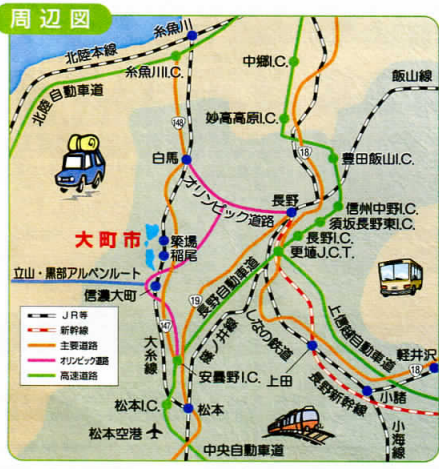 周辺図
糸魚川
北陸本線
糸魚川I.C.
北陸自動車道
中郷I.C.
飯山線
妙高高原I.C.
148
18
白馬
豊田飯山I.C.
オリンピック道路
長野
信州中野I.C.
須坂長野東I.C.
長野I.C.
更埴J.C.T.
大町市
簗場
稲尾
立山・黒部アルペンルート
信濃大町
長野自動車道
19
篠ノ井線
しなの鉄道
上信越自動車道
147
大糸線
JR等
新幹線
主要道路
オリンピック道路
高速道路
安曇野I.C.
上田
軽井沢
18
長野新幹線
小諸
小海線
松本I.C.
松本
松本空港
中央自動車道